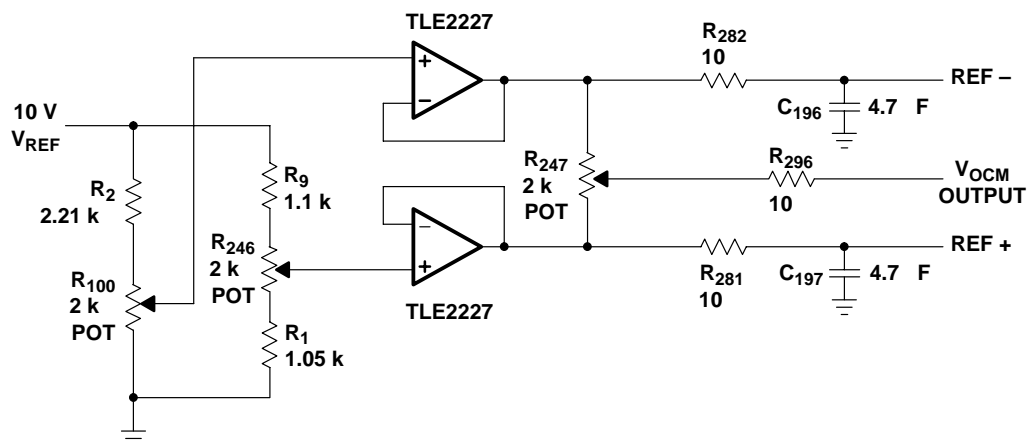 TLE2227
R282
10
+
–
REF –
C196
4.7 F
10 V
VREF
R2
2.21 k
R9
1.1 k
R247
2 k
POT
R296
10
VOCM
OUTPUT
R246
2 k
POT
–
+
TLE2227
REF +
R281
10
C197
4.7 F
R100
2 k
POT
R1
1.05 k